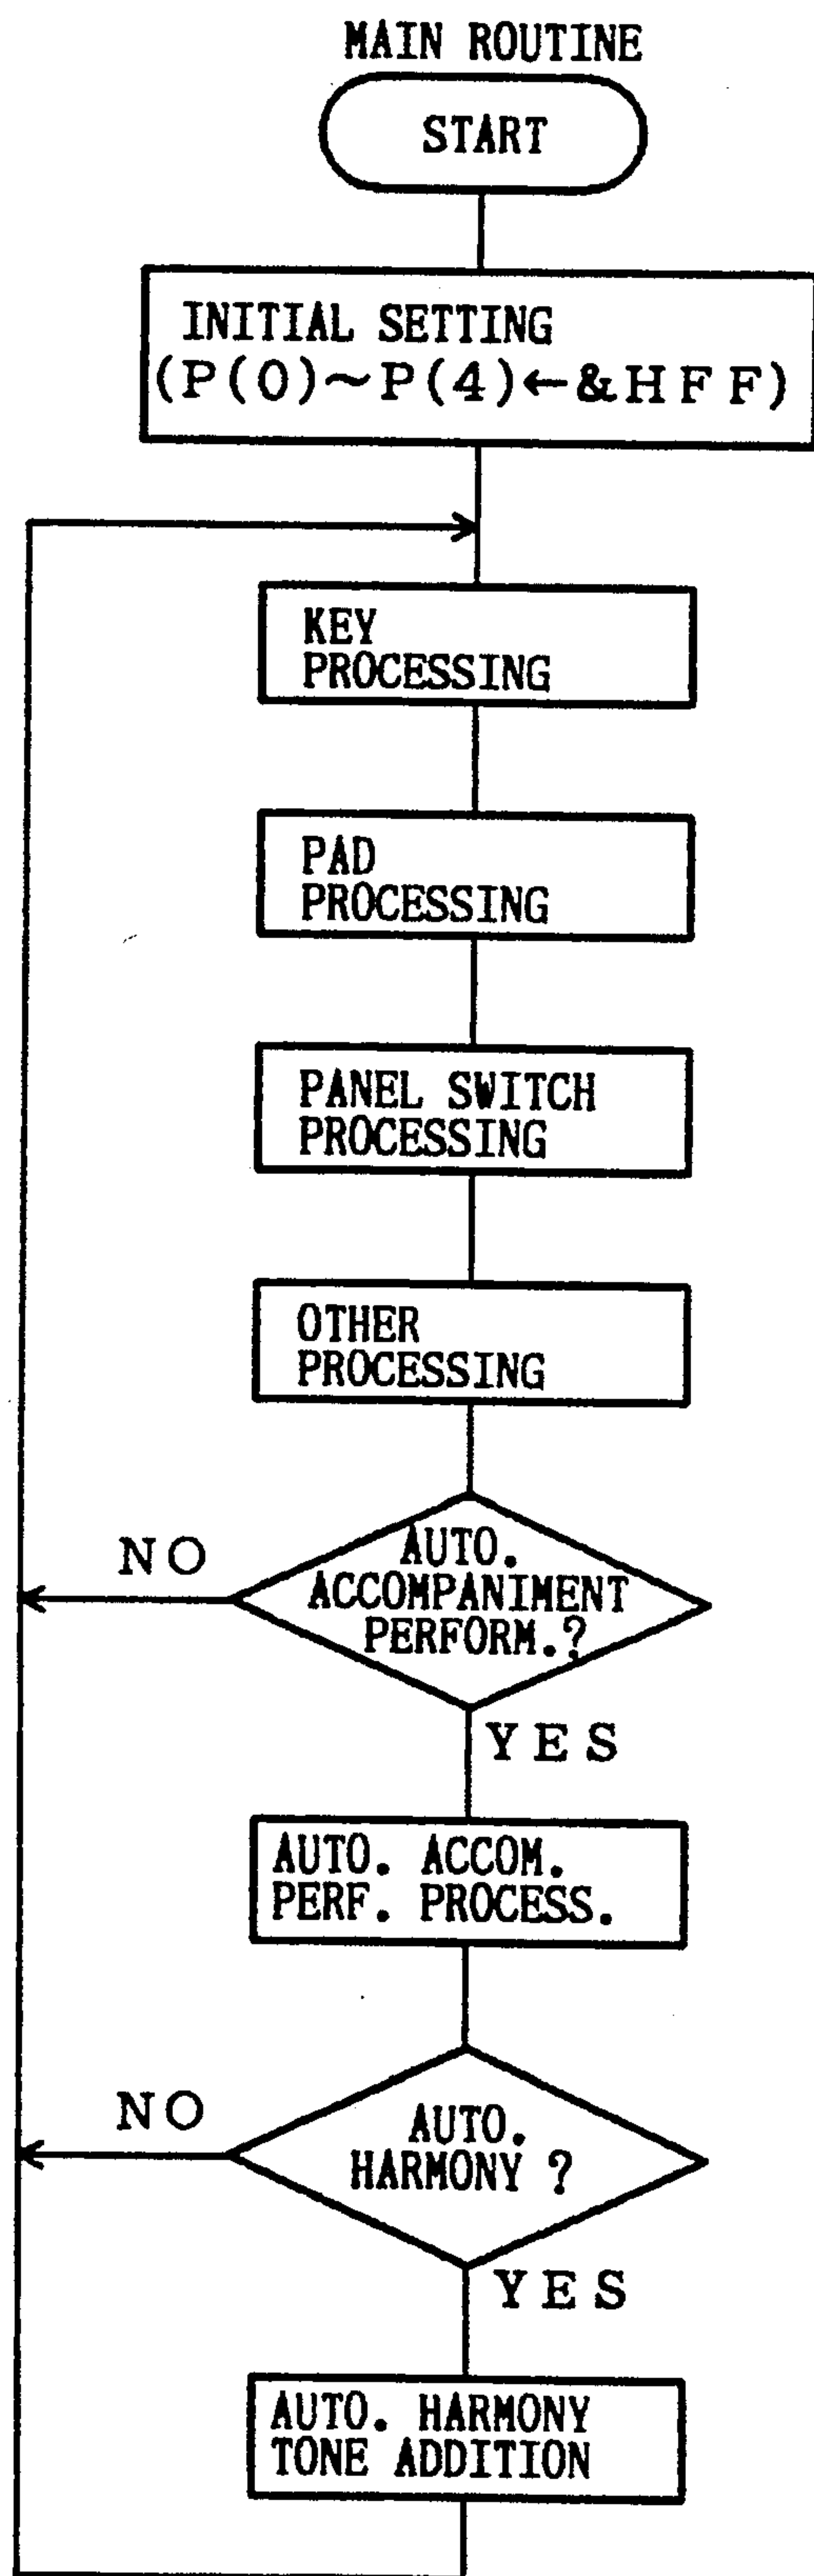 MAIN ROUTINE
START
INITIAL SETTING
(P(0)~P(4)←&HFF)
KEY
PROCESSING
PAD
PROCESSING
PANEL SWITCH
PROCESSING
OTHER
PROCESSING
AUTO.
ACCOMPANIMENT
PERFORM.?
NO
YES
AUTO. ACCOM.
PERF. PROCESS.
AUTO.
HARMONY ?
NO
YES
AUTO. HARMONY
TONE ADDITION